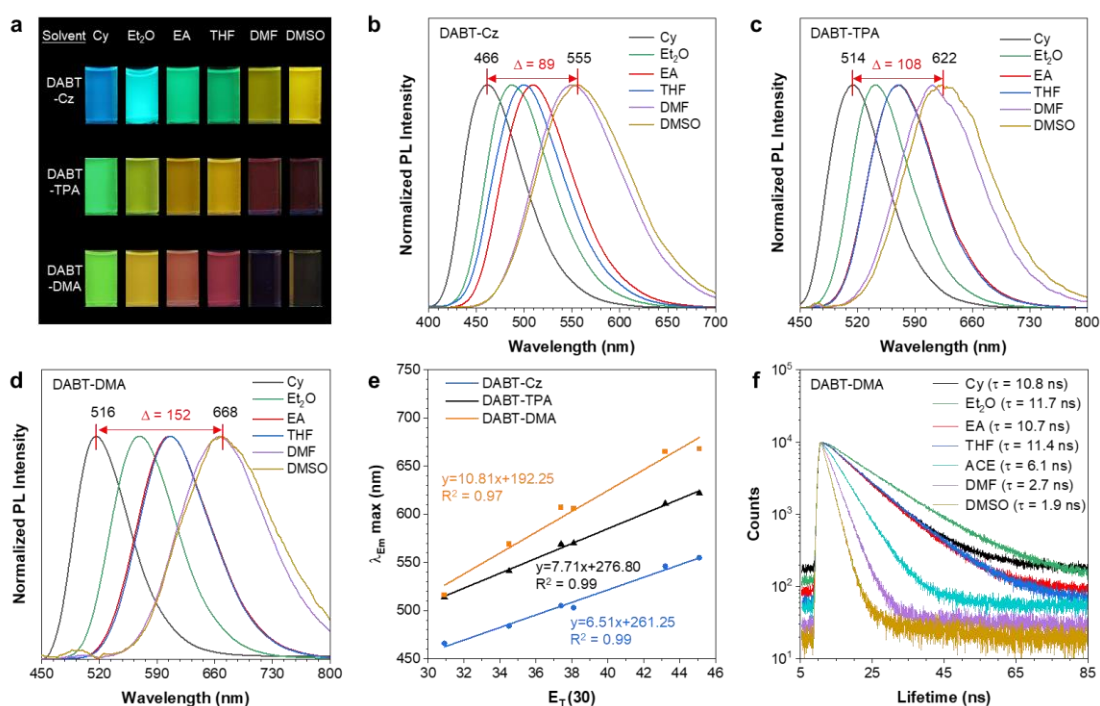 a
Solvent Cy Et₂O EA THF DMF DMSO
DABT
-Cz
DABT
-TPA
DABT
-DMA
b
DABT-Cz
466
Δ = 89
555
Cy
Et₂O
EA
THF
DMF
DMSO
Normalized PL Intensity
400 450 500 550 600 650 700
Wavelength (nm)
c
DABT-TPA
514
Δ = 108
622
Cy
Et₂O
EA
THF
DMF
DMSO
Normalized PL Intensity
450 520 590 660 730 800
Wavelength (nm)
d
DABT-DMA
516
Δ = 152
668
Cy
Et₂O
EA
THF
DMF
DMSO
Normalized PL Intensity
450 520 590 660 730 800
Wavelength (nm)
e
DABT-Cz
DABT-TPA
DABT-DMA
y=10.81x+192.25
R² = 0.97
y=7.71x+276.80
R² = 0.99
y=6.51x+261.25
R² = 0.99
λEm max (nm)
750
700
650
600
550
500
450
30 32 34 36 38 40 42 44 46
ET(30)
f
DABT-DMA
Cy (τ = 10.8 ns)
Et₂O (τ = 11.7 ns)
EA (τ = 10.7 ns)
THF (τ = 11.4 ns)
ACE (τ = 6.1 ns)
DMF (τ = 2.7 ns)
DMSO (τ = 1.9 ns)
Counts
10⁵
10⁴
10³
10²
10¹
5 25 45 65 85
Lifetime (ns)